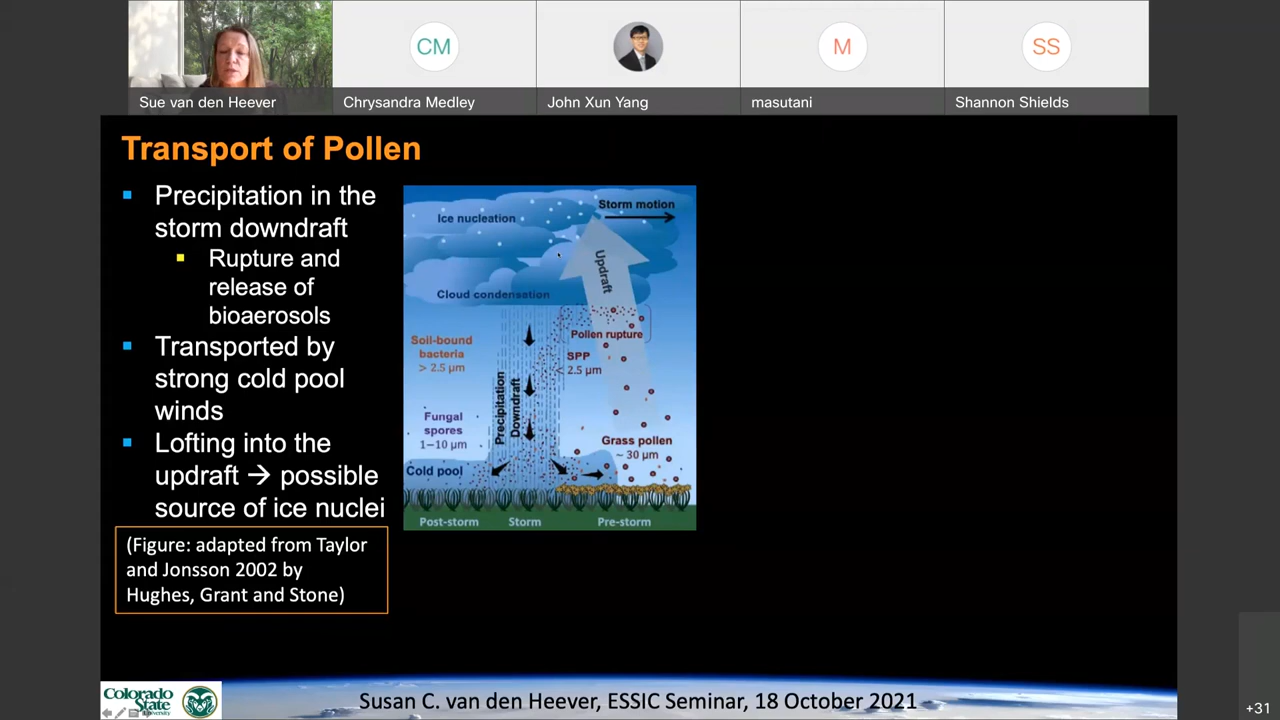 CM
M
SS
Sue van den Heever
Chrysandra Medley
John Xun Yang
masutani
Shannon Shields
Transport of Pollen
Precipitation in the
storm downdraft
Rupture and
release of
bioaerosols
Transported by
strong cold pool
winds
Lofting into the
updraft → possible
source of ice nuclei
(Figure: adapted from Taylor
and Jonsson 2002 by
Hughes, Grant and Stone)
Ice nucleation
Storm motion
Updraft
Cloud condensation
Pollen rupture
Soil-bound
bacteria
> 2.5 μm
SPP
< 2.5 μm
Precipitation
Downdraft
Fungal
spores
1–10 μm
Grass pollen
~ 30 μm
Cold pool
Post-storm
Storm
Pre-storm
Colorado
State
University
Susan C. van den Heever, ESSIC Seminar, 18 October 2021
+31